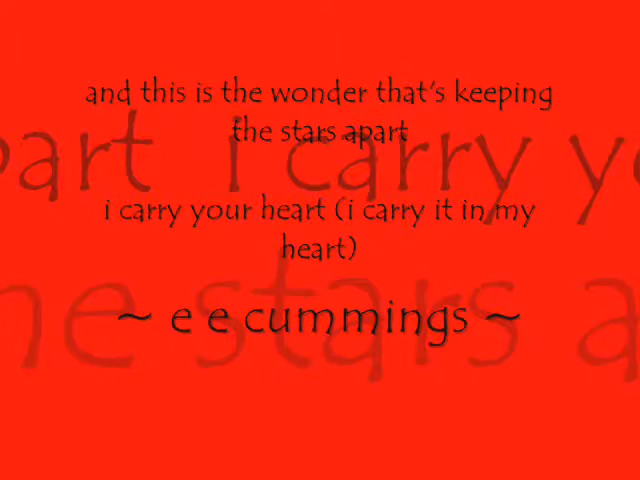 and this is the wonder that's keeping
the stars apart
part i carry yo
i carry your heart (i carry it in my
heart)
~ e e cummings ~
he stars a